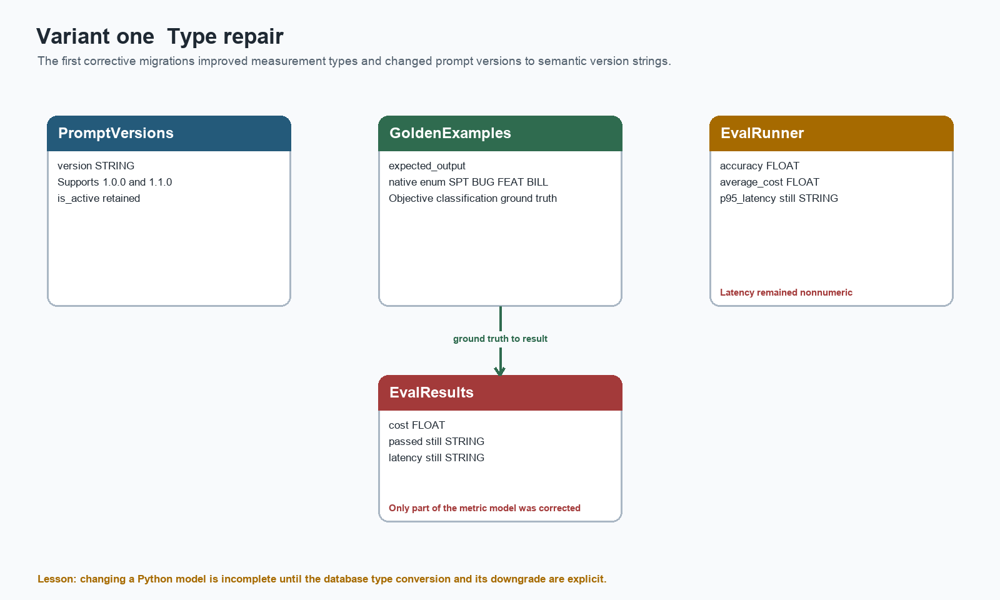 Variant one  Type repair
The first corrective migrations improved measurement types and changed prompt versions to semantic version strings.
PromptVersions
version STRING
Supports 1.0.0 and 1.1.0
is_active retained
GoldenExamples
expected_output
native enum SPT BUG FEAT BILL
Objective classification ground truth
EvalRunner
accuracy FLOAT
average_cost FLOAT
p95_latency still STRING
Latency remained nonnumeric
ground truth to result
EvalResults
cost FLOAT
passed still STRING
latency still STRING
Only part of the metric model was corrected
Lesson: changing a Python model is incomplete until the database type conversion and its downgrade are explicit.